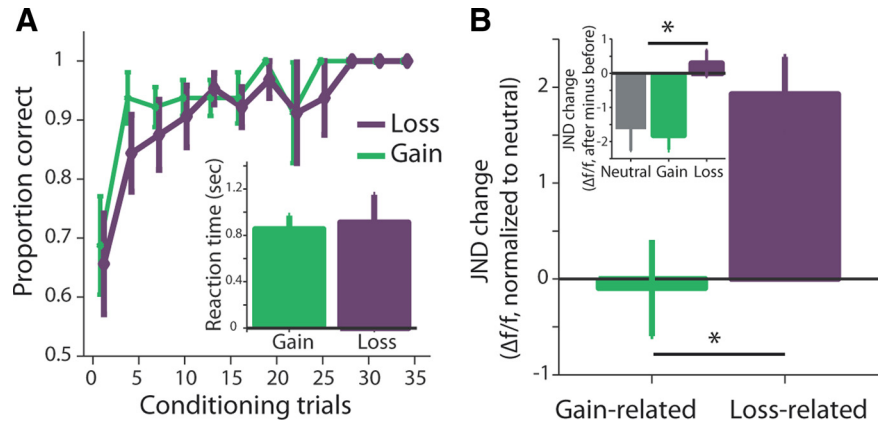 A
Proportion correct
1
0.9
0.8
0.7
0.6
0.5
0
5
10
15
20
25
30
35
Conditioning trials
Loss
Gain
Reaction time (sec)
1.2
0.8
0.4
0
Gain
Loss
B
JND change
(Δf/f, normalized to neutral)
2
1
0
-1
*
Gain-related
Loss-related
JND change
(Δf/f, after minus before)
1
0
-1
-2
*
Neutral
Gain
Loss